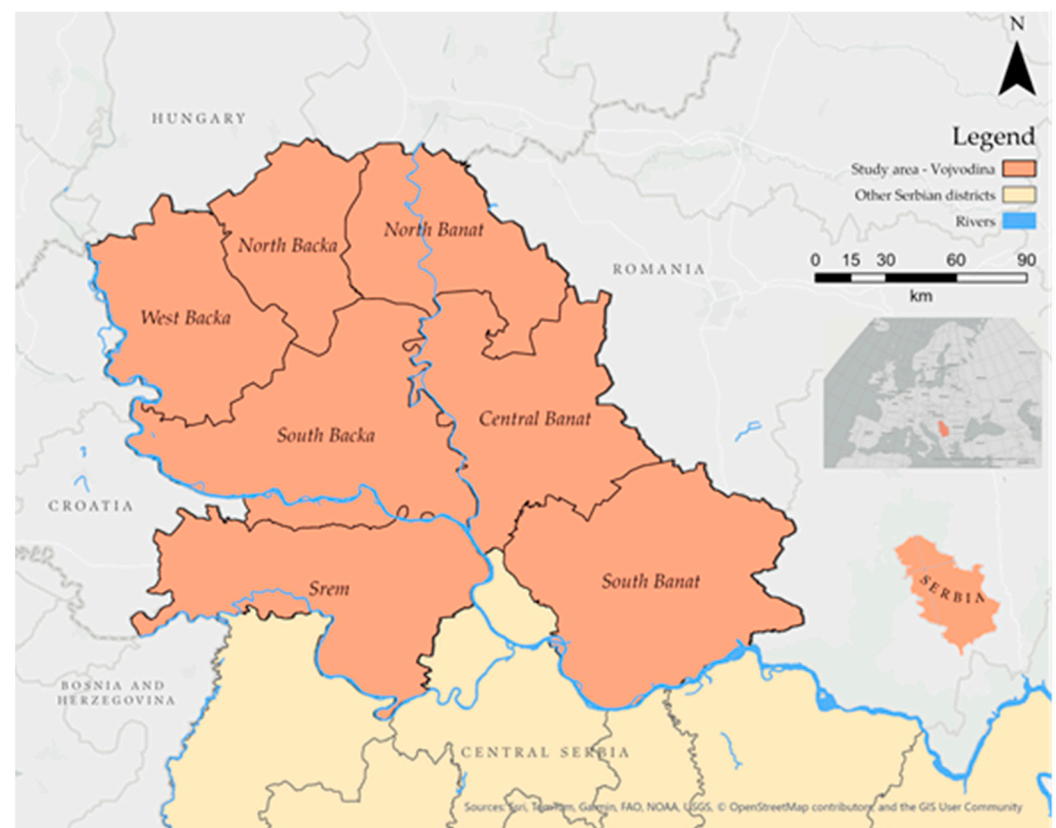 N
HUNGARY
Legend
Study area - Vojvodina
Other Serbian districts
Rivers
North Backa
North Banat
ROMANIA
0 15 30 60 90
km
West Backa
South Backa
Central Banat
CROATIA
Srem
South Banat
SERBIA
BOSNIA AND
HERZEGOVINA
CENTRAL SERBIA
Sources: Esri, TomTom, Garmin, FAO, NOAA, USGS, © OpenStreetMap contributors, and the GIS User Community